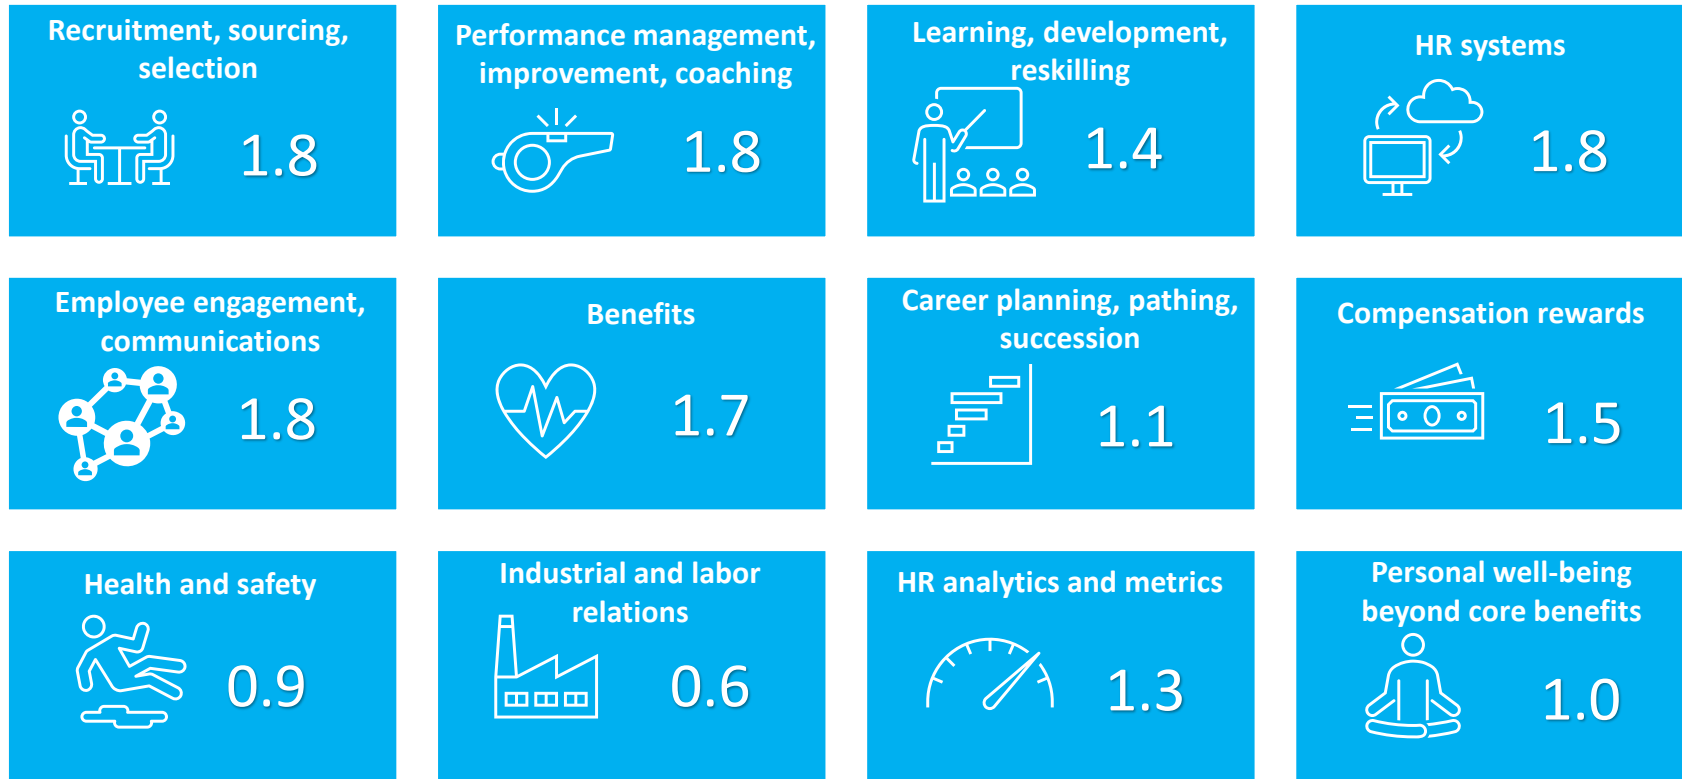 Recruitment, sourcing,
selection
1.8
Performance management,
improvement, coaching
1.8
Learning, development,
reskilling
1.4
HR systems
1.8
Employee engagement,
communications
1.8
Benefits
1.7
Career planning, pathing,
succession
1.1
Compensation rewards
1.5
Health and safety
0.9
Industrial and labor
relations
0.6
HR analytics and metrics
1.3
Personal well-being
beyond core benefits
1.0